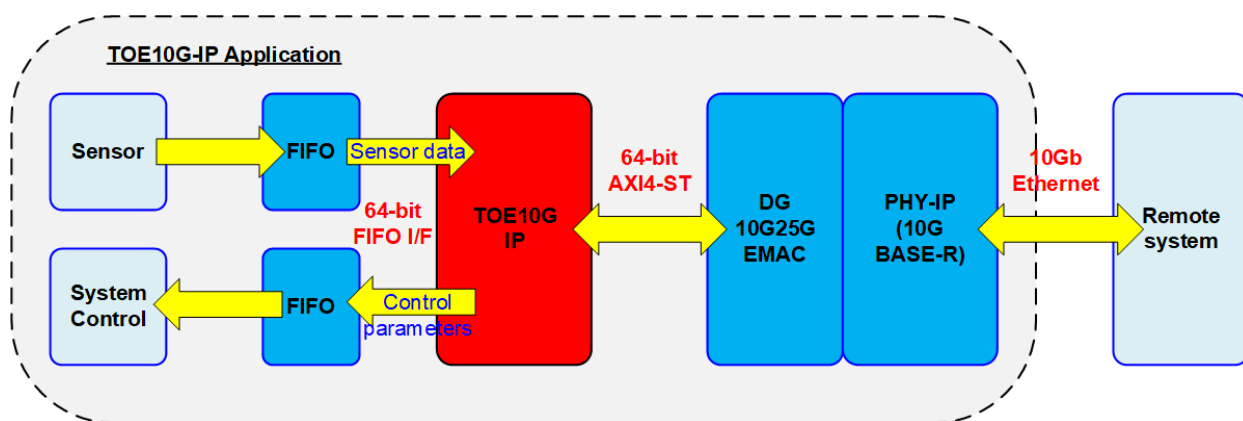 TOE10G-IP Application
Sensor
FIFO
Sensor data
64-bit
FIFO I/F
System
Control
FIFO
Control
parameters
TOE10G
IP
64-bit
AXI4-ST
DG
10G25G
EMAC
PHY-IP
(10G
BASE-R)
10Gb
Ethernet
Remote
system